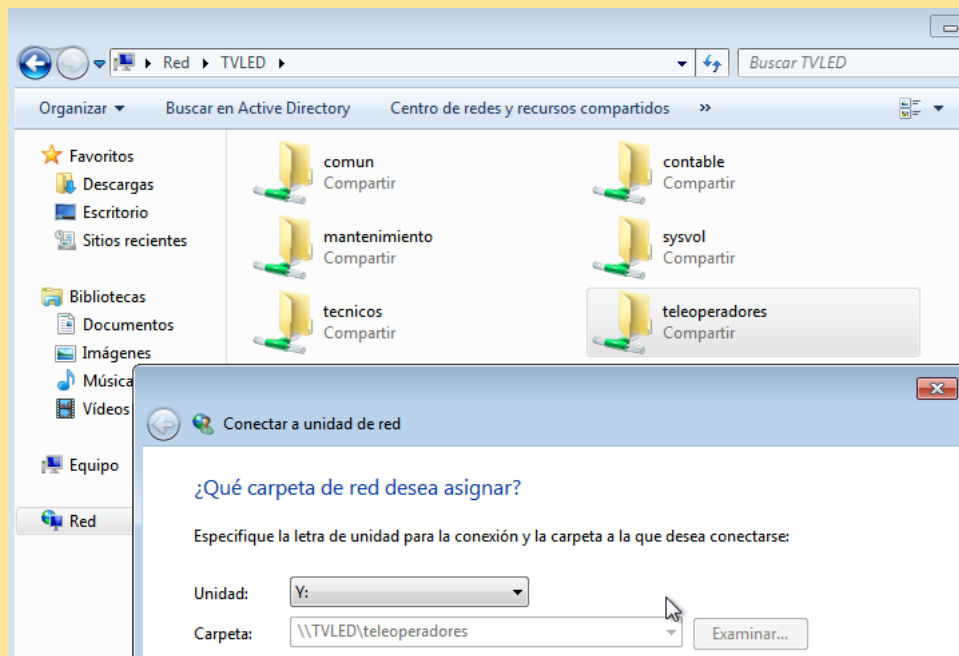 Red TVLED Buscar TVLED
Organizar Buscar en Active Directory Centro de redes y recursos compartidos »
Favoritos
Descargas
Escritorio
Sitios recientes
Bibliotecas
Documentos
Imágenes
Música
Vídeos
Equipo
Red
comun
Compartir
contable
Compartir
mantenimiento
Compartir
sysvol
Compartir
tecnicos
Compartir
teleoperadores
Compartir
Conectar a unidad de red
¿Qué carpeta de red desea asignar?
Especifique la letra de unidad para la conexión y la carpeta a la que desea conectarse:
Unidad: Y:
Carpeta: \\TVLED\teleoperadores Examinar...